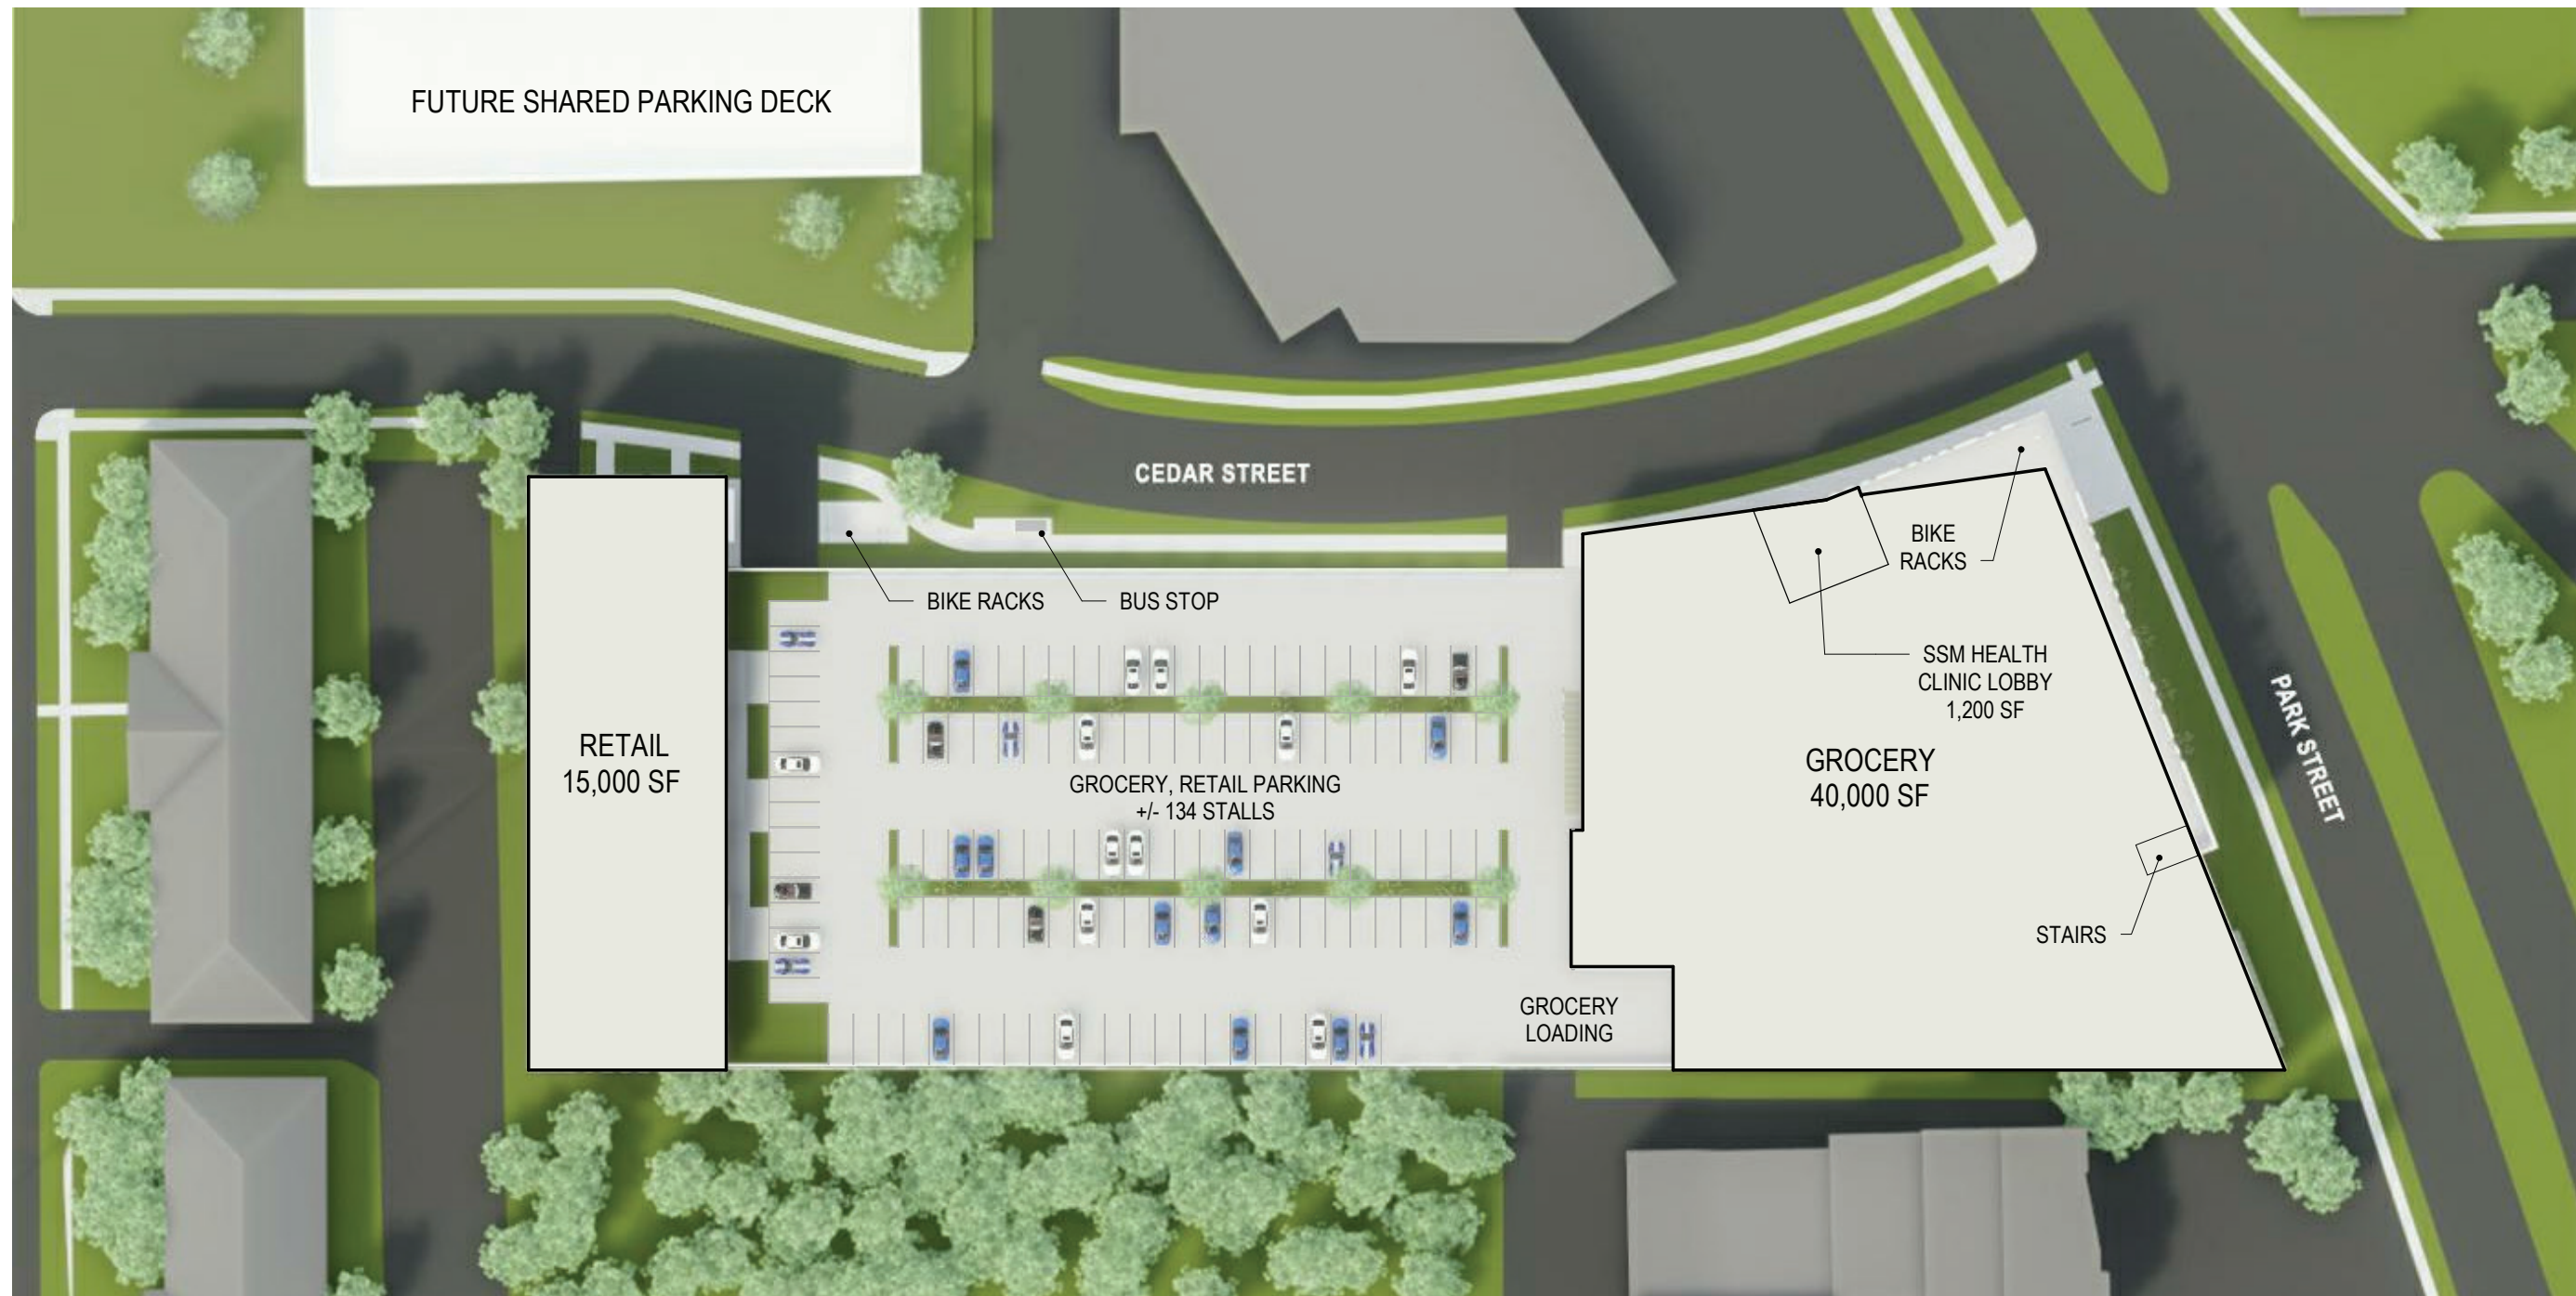 FUTURE SHARED PARKING DECK
CEDAR STREET
BIKE
RACKS
BIKE RACKS
BUS STOP
SSM HEALTH
CLINIC LOBBY
1,200 SF
PARK STREET
RETAIL
15,000 SF
GROCERY, RETAIL PARKING
+/- 134 STALLS
GROCERY
40,000 SF
STAIRS
GROCERY
LOADING